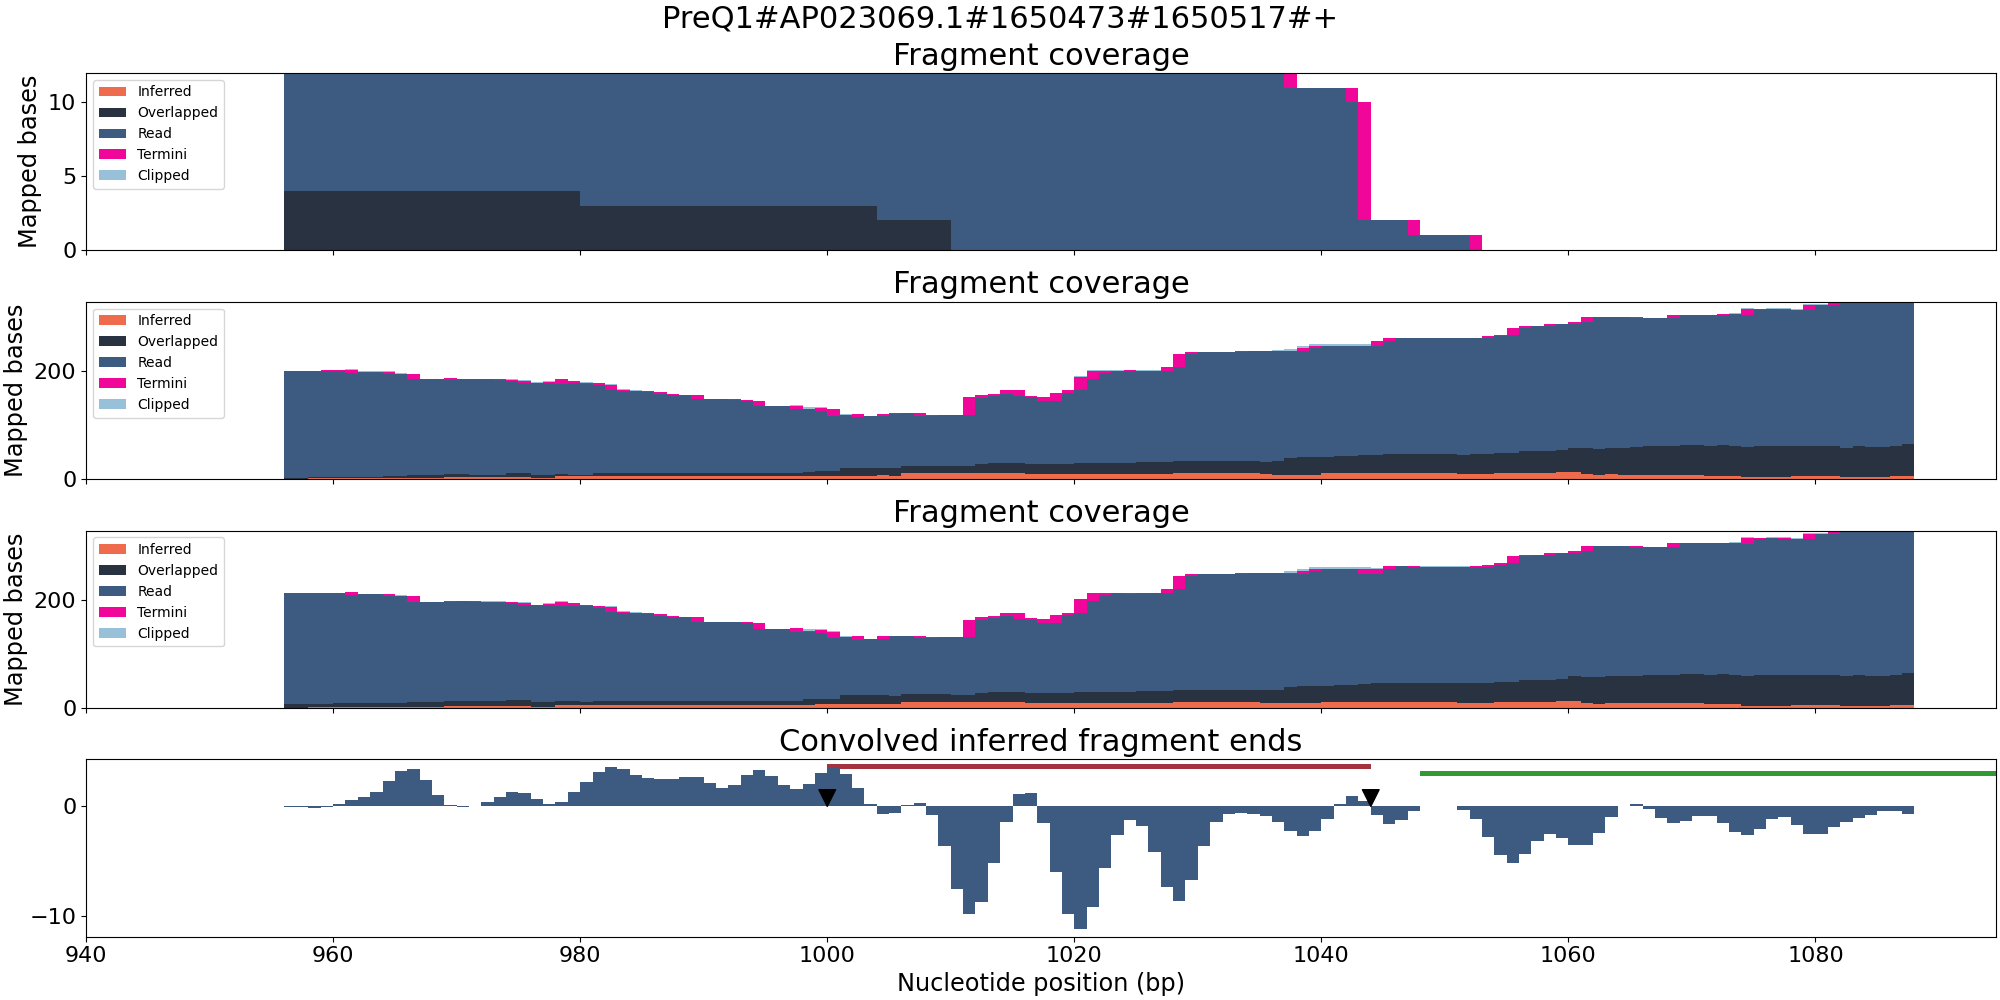 PreQ1#AP023069.1#1650473#1650517#+
Fragment coverage
Mapped bases
10
5
0
Inferred
Overlapped
Read
Termini
Clipped
Fragment coverage
Mapped bases
200
0
Inferred
Overlapped
Read
Termini
Clipped
Fragment coverage
Mapped bases
200
0
Inferred
Overlapped
Read
Termini
Clipped
Convolved inferred fragment ends
0
−10
940 960 980 1000 1020 1040 1060 1080
Nucleotide position (bp)